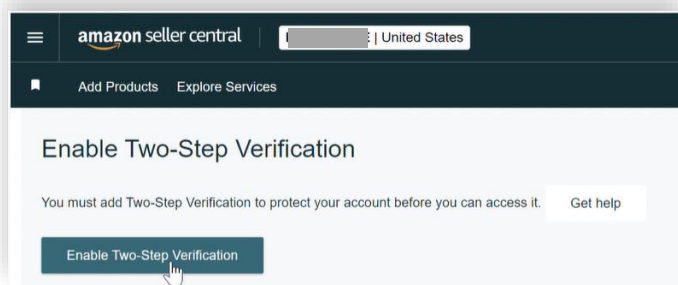 amazon seller central
| United States
Add Products Explore Services
Enable Two-Step Verification
You must add Two-Step Verification to protect your account before you can access it. Get help
Enable Two-Step Verification